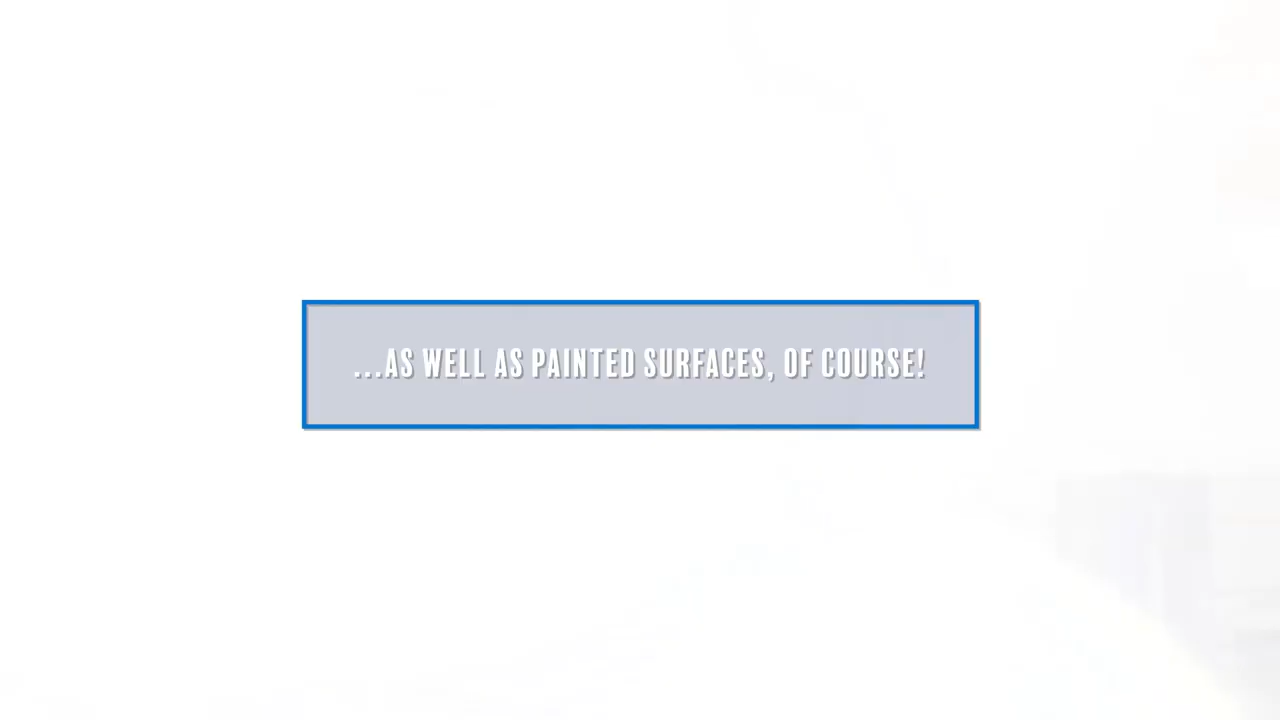 ...AS WELL AS PAINTED SURFACES, OF COURSE!